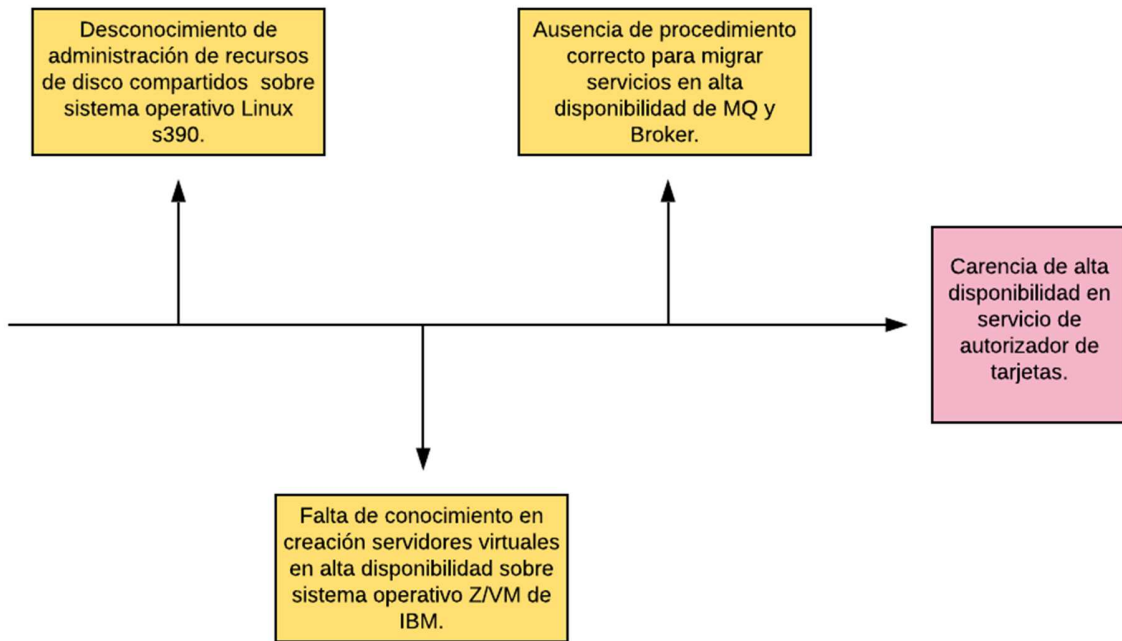 Desconocimiento de
administración de recursos
de disco compartidos sobre
sistema operativo Linux
s390.
Ausencia de procedimiento
correcto para migrar
servicios en alta
disponibilidad de MQ y
Broker.
Carencia de alta
disponibilidad en
servicio de
autorizador de
tarjetas.
Falta de conocimiento en
creación servidores virtuales
en alta disponibilidad sobre
sistema operativo Z/VM de
IBM.